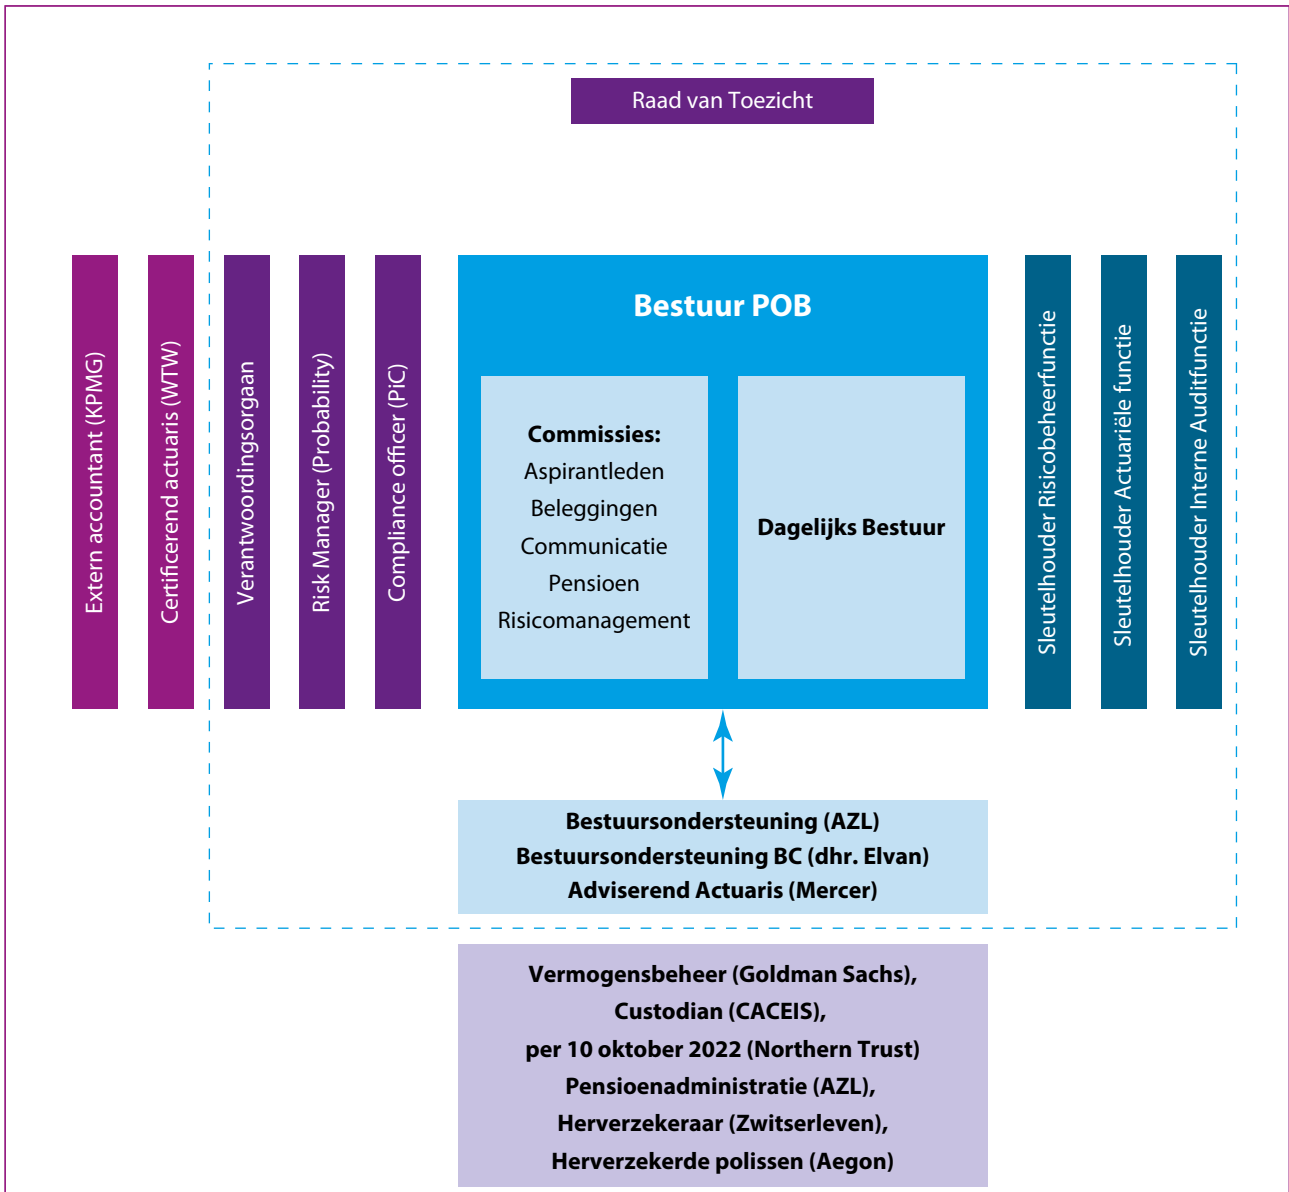 Raad van Toezicht
Extern accountant (KPMG)
Certificerend actuaris (WTW)
Verantwoordingsorgaan
Risk Manager (Probability)
Compliance officer (PiC)
Bestuur POB
Commissies:
Aspirantleden
Beleggingen
Communicatie
Pensioen
Risicomanagement
Dagelijks Bestuur
Sleutelhouder Risicobeheerfunctie
Sleutelhouder Actuariële functie
Sleutelhouder Interne Auditfunctie
Bestuursondersteuning (AZL)
Bestuursondersteuning BC (dhr. Elvan)
Adviserend Actuaris (Mercer)
Vermogensbeheer (Goldman Sachs),
Custodian (CACEIS),
per 10 oktober 2022 (Northern Trust)
Pensioenadministratie (AZL),
Herverzekeraar (Zwitserleven),
Herverzekerde polissen (Aegon)